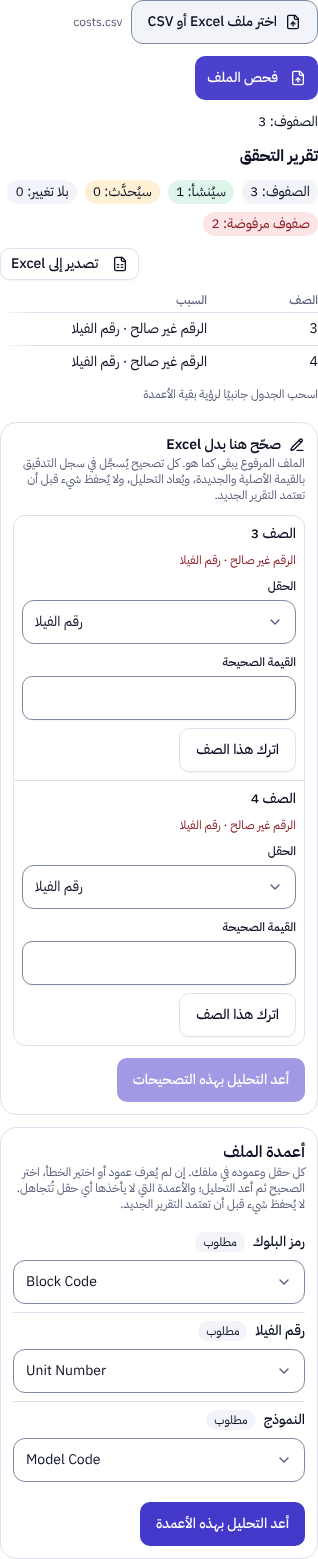 اختر ملف Excel أو CSV costs.csv
فحص الملف
الصفوف: 3
تقرير التحقق
الصفوف: 3 سيُنشأ: 1 سيُحدَّث: 0 بلا تغيير: 0
صفوف مرفوضة: 2
تصدير إلى Excel
الصف السبب
3 الرقم غير صالح · رقم الفيلا
4 الرقم غير صالح · رقم الفيلا
اسحب الجدول جانبيًا لرؤية بقية الأعمدة
صحّح هنا بدل Excel
الملف المرفوع يبقى كما هو. كل تصحيح يُسجَّل في سجل التدقيق
بالقيمة الأصلية والجديدة، ويُعاد التحليل، ولا يُحفظ شيء قبل أن
تعتمد التقرير الجديد.
الصف 3
الرقم غير صالح · رقم الفيلا
الحقل
رقم الفيلا
القيمة الصحيحة
اترك هذا الصف
الصف 4
الرقم غير صالح · رقم الفيلا
الحقل
رقم الفيلا
القيمة الصحيحة
اترك هذا الصف
أعد التحليل بهذه التصحيحات
أعمدة الملف
كل حقل وعموده في ملفك. إن لم يُعرف عمود أو اختير الخطأ، اختر
الصحيح ثم أعد التحليل؛ والأعمدة التي لا يأخذها أي حقل تُتجاهل.
لا يُحفظ شيء قبل أن تعتمد التقرير الجديد.
رمز البلوك مطلوب
Block Code
رقم الفيلا مطلوب
Unit Number
النموذج مطلوب
Model Code
أعد التحليل بهذه الأعمدة